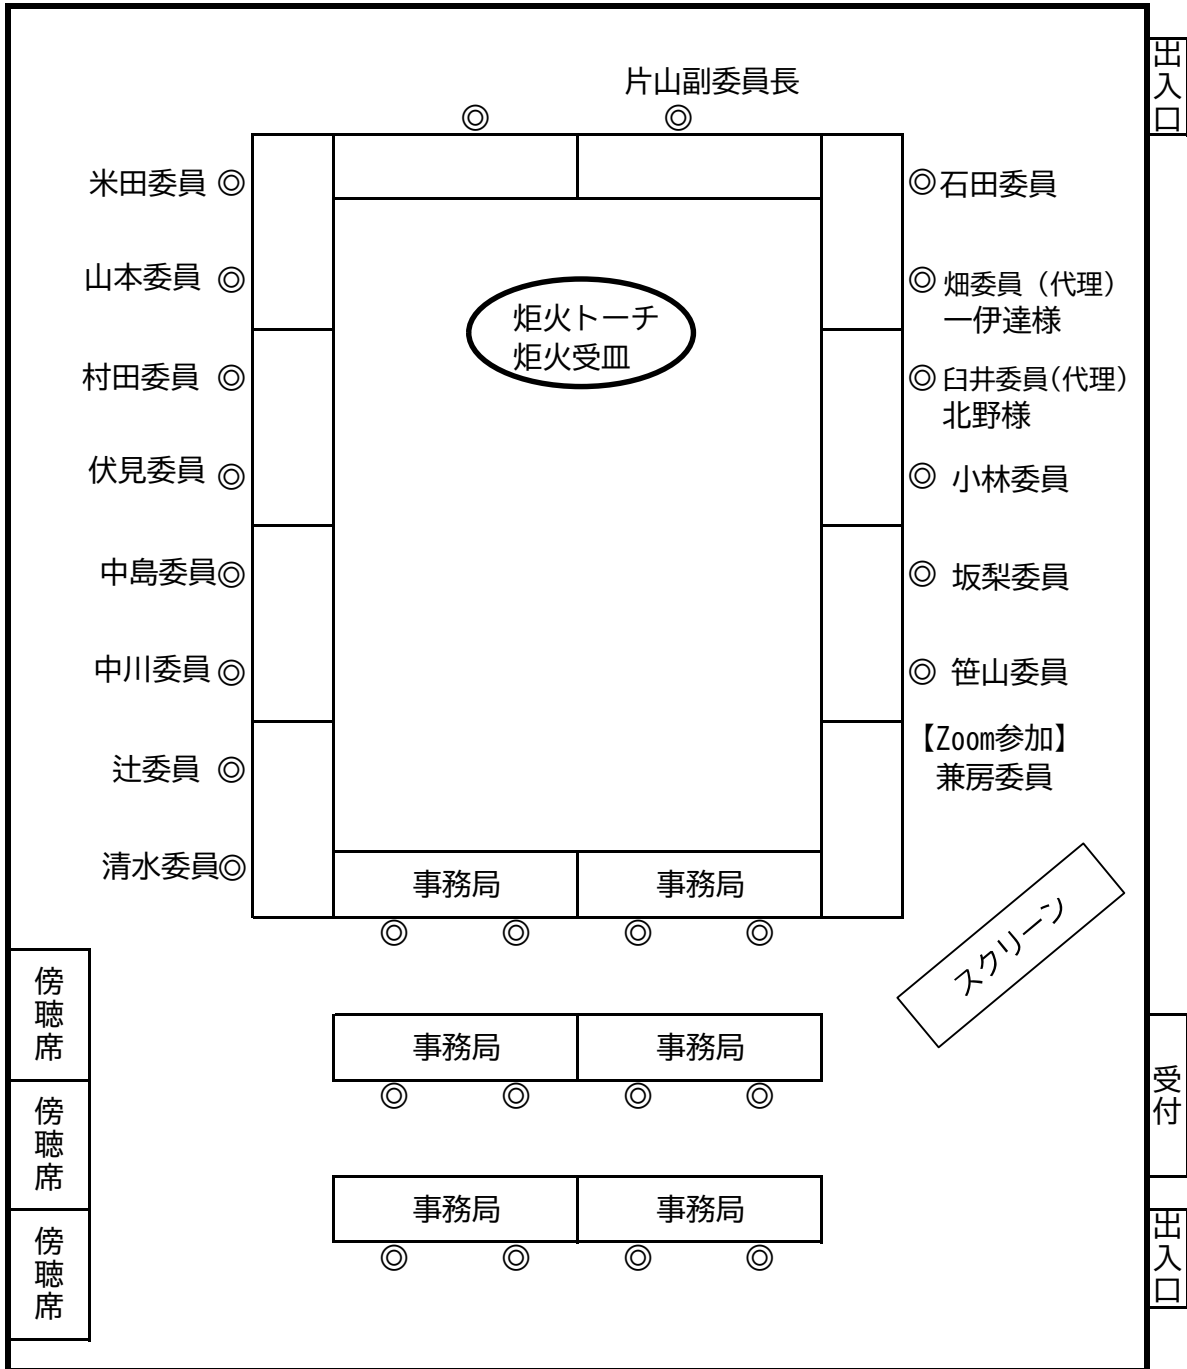 出入口
片山副委員長
◎ ◎
米田委員 ◎
◎石田委員
山本委員 ◎
◎ 畑委員（代理）
一伊達様
炬火トーチ
炬火受皿
村田委員 ◎
◎ 臼井委員（代理）
北野様
伏見委員 ◎
◎ 小林委員
中島委員◎
◎ 坂梨委員
中川委員 ◎
◎ 笹山委員
【Zoom参加】
兼房委員
辻委員 ◎
清水委員◎
事務局 事務局
◎ ◎ ◎ ◎
スクリーン
傍聴席
事務局 事務局
◎ ◎ ◎ ◎
受付
傍聴席
事務局 事務局
◎ ◎ ◎ ◎
傍聴席
出入口